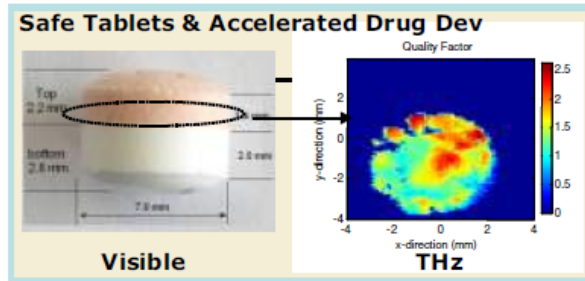 Safe Tablets & Accelerated Drug Dev
Top
2.2 mm
bottom
2.8 mm
2.8 mm
7.8 mm
Quality Factor
2.5
2
1.5
1
0.5
0
y-direction (mm)
2
0
-2
-4
-4
-2
0
2
4
x-direction (mm)
Visible
THz